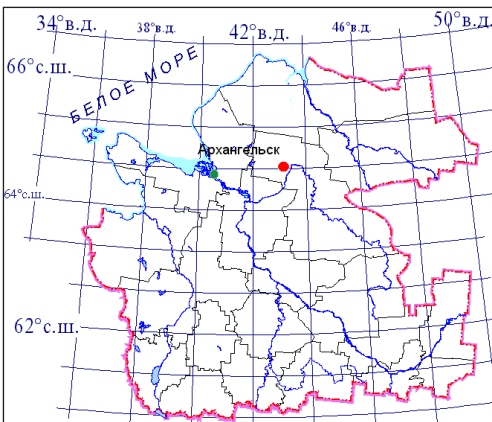 34°в.д.
38°в.д.
42°в.д.
46°в.д.
50°в.д.
66°с.ш.
БЕЛОЕ МОРЕ
Архангельск
64°с.ш.
62°с.ш.